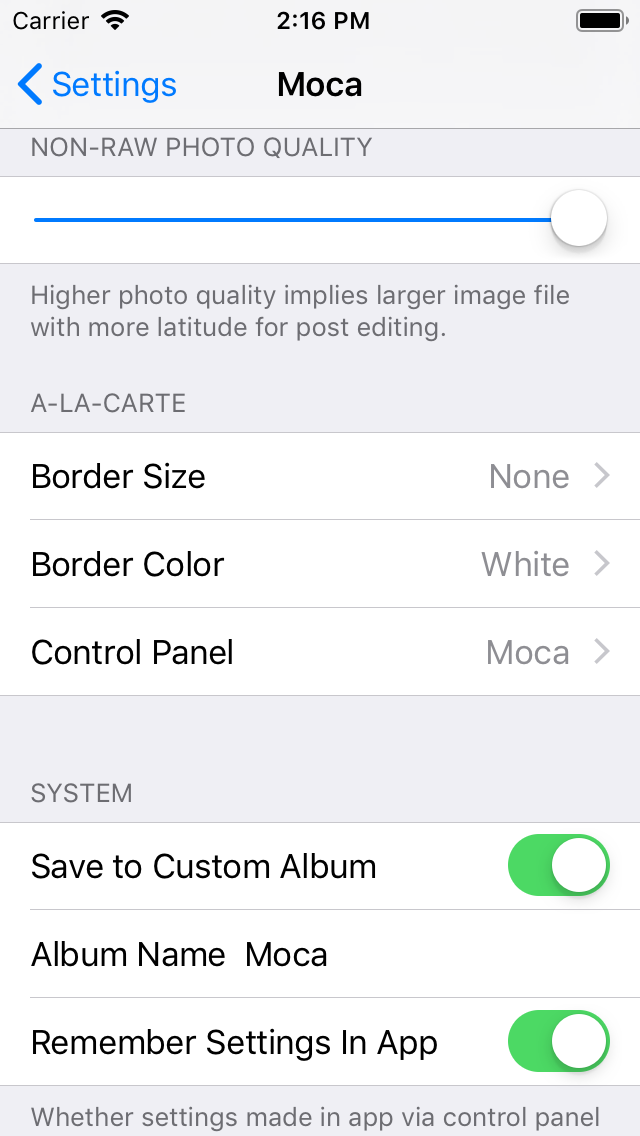 Carrier 2:16 PM
Settings Moca
NON-RAW PHOTO QUALITY
Higher photo quality implies larger image file
with more latitude for post editing.
A-LA-CARTE
Border Size None
Border Color White
Control Panel Moca
SYSTEM
Save to Custom Album
Album Name Moca
Remember Settings In App
Whether settings made in app via control panel